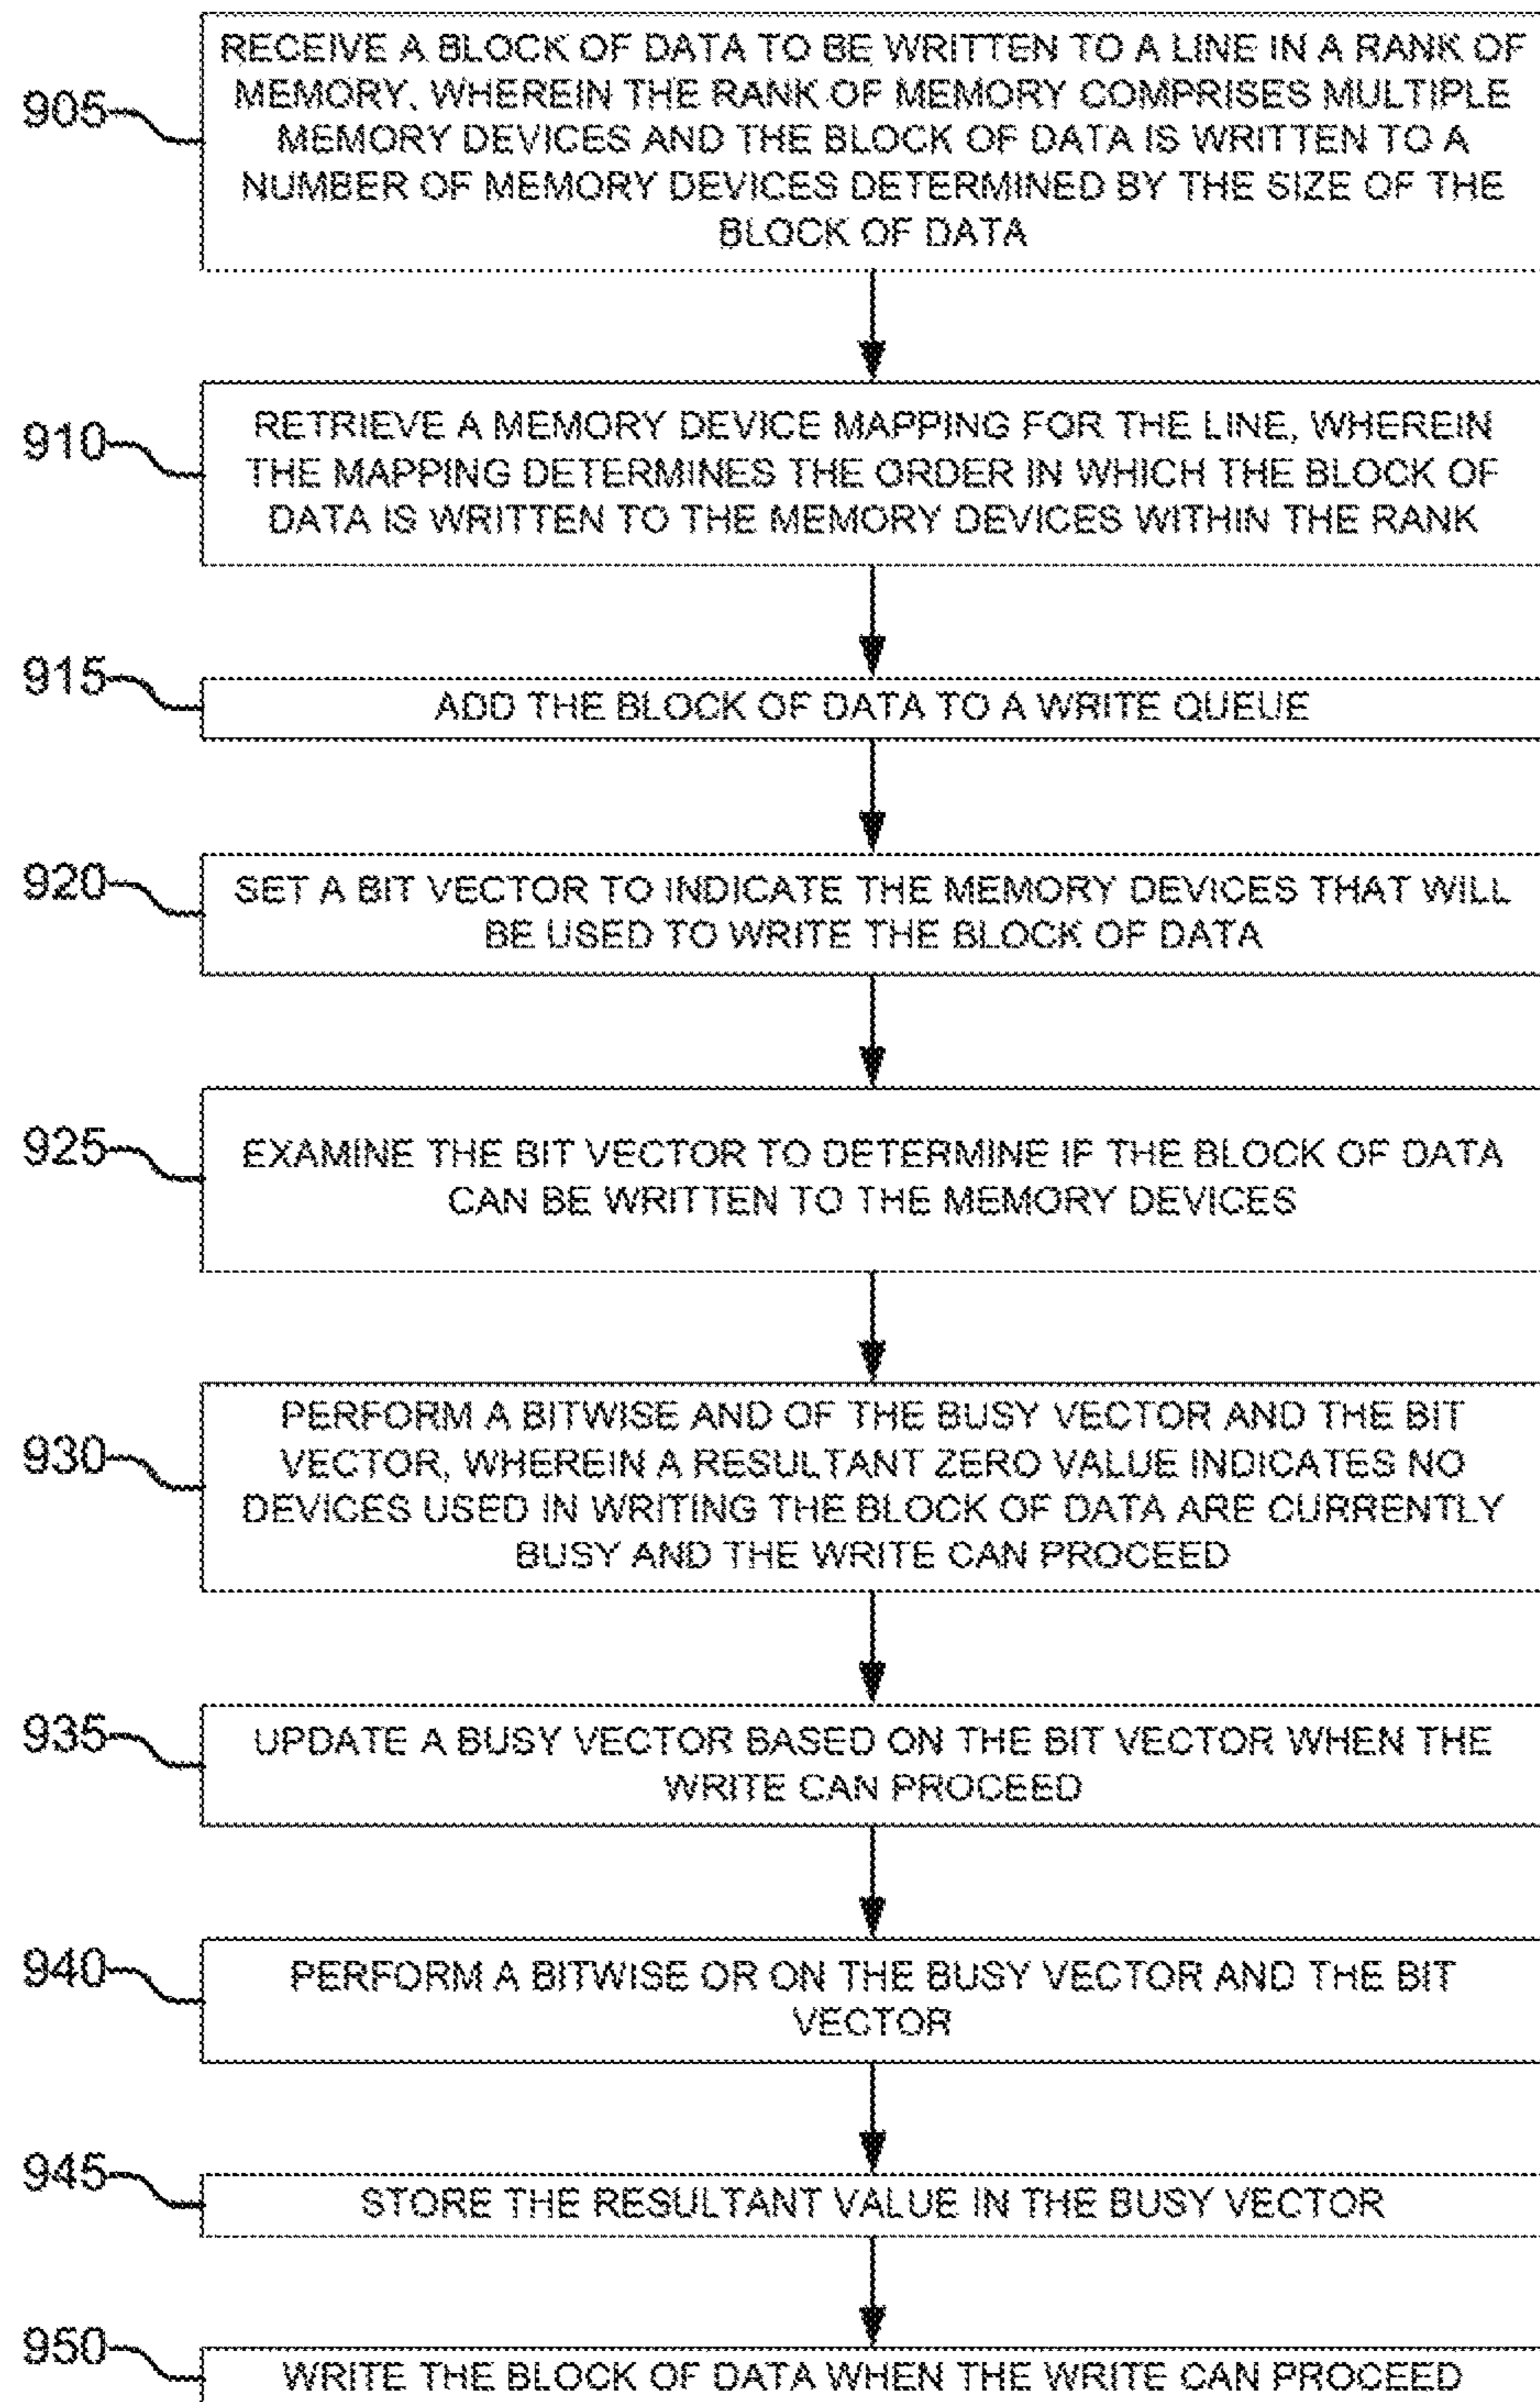 905
RECEIVE A BLOCK OF DATA TO BE WRITTEN TO A LINE IN A RANK OF
MEMORY, WHEREIN THE RANK OF MEMORY COMPRISES MULTIPLE
MEMORY DEVICES AND THE BLOCK OF DATA IS WRITTEN TO A
NUMBER OF MEMORY DEVICES DETERMINED BY THE SIZE OF THE
BLOCK OF DATA
910
RETRIEVE A MEMORY DEVICE MAPPING FOR THE LINE, WHEREIN
THE MAPPING DETERMINES THE ORDER IN WHICH THE BLOCK OF
DATA IS WRITTEN TO THE MEMORY DEVICES WITHIN THE RANK
915
ADD THE BLOCK OF DATA TO A WRITE QUEUE
920
SET A BIT VECTOR TO INDICATE THE MEMORY DEVICES THAT WILL
BE USED TO WRITE THE BLOCK OF DATA
925
EXAMINE THE BIT VECTOR TO DETERMINE IF THE BLOCK OF DATA
CAN BE WRITTEN TO THE MEMORY DEVICES
930
PERFORM A BITWISE AND OF THE BUSY VECTOR AND THE BIT
VECTOR, WHEREIN A RESULTANT ZERO VALUE INDICATES NO
DEVICES USED IN WRITING THE BLOCK OF DATA ARE CURRENTLY
BUSY AND THE WRITE CAN PROCEED
935
UPDATE A BUSY VECTOR BASED ON THE BIT VECTOR WHEN THE
WRITE CAN PROCEED
940
PERFORM A BITWISE OR ON THE BUSY VECTOR AND THE BIT
VECTOR
945
STORE THE RESULTANT VALUE IN THE BUSY VECTOR
950
WRITE THE BLOCK OF DATA WHEN THE WRITE CAN PROCEED